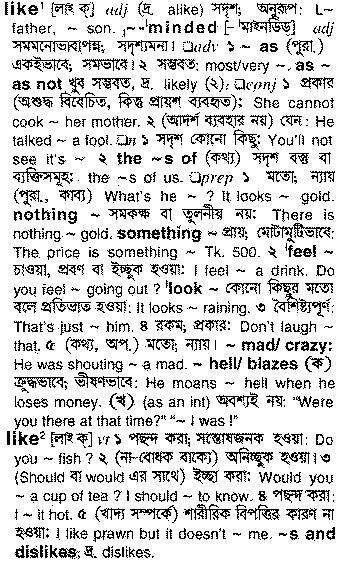 like¹ [লাই ক্] adj (দ্র. alike) সদৃশ; অনুরূপ: L~
father, ~ son. ~-ˈminded [-ˈমাইনডিড্] adj
সমমনোভাবাপন্ন; সদৃশমনা। □adv ১ ~ as (পুরা.)
একইভাবে; সমভাবে। ২ সম্ভবত: most/very ~, as ~
as not খুব সম্ভবত, দ্র. likely (২). □conj ১ প্রকার
(অশুদ্ধ বিবেচিত, কিন্তু প্রায়শ ব্যবহৃত): She cannot
cook ~ her mother. ২ (আদর্শ ব্যবহার নয়) যেন: He
talked ~ a fool. □n ১ সদৃশ কোনো কিছু: You'll not
see it's ~ ২ the ~s of (কথ্য) সদৃশ বস্তু বা
ব্যক্তিসমূহ: the ~s of us. □prep ১ মতো; ন্যায়
(পুরা., কাব্য) What's he ~ ? It looks ~ gold.
nothing ~ সমকক্ষ বা তুলনীয় নয়: There is
nothing ~ gold. something ~ প্রায়; মোটামুটিভাবে:
The price is something ~ Tk. 500. ২ ˈfeel ~
চাওয়া, প্রবণ বা ইচ্ছুক হওয়া: I feel ~ a drink. Do
you feel ~ going out ? ˈlook ~ কোনো কিছুর মতো
বলে প্রতিভাত হওয়া: It looks ~ raining. ৩ বৈশিষ্ট্যপূর্ণ:
That's just ~ him. ৪ রকম, প্রকার: Don't laugh ~
that. ৫ (কথ্য, অপ.) মতো; ন্যায়। ~ mad/ crazy:
He was shouting ~ a mad. ~ hell/ blazes (ক)
ক্রুদ্ধভাবে; ভীষণভাবে: He moans ~ hell when he
loses money. (খ) (as an int) অবশ্যই নয়: "Were
you there at that time?" "~ I was !"
like² [লাই ক্] vt ১ পছন্দ করা; সন্তোষজনক হওয়া: Do
you ~ fish ? ২ (না-বোধক বাক্যে) অনিচ্ছুক হওয়া। ৩
(Should বা would এর সাথে) ইচ্ছা করা: Would you
~ a cup of tea ? I should ~ to know. ৪ পছন্দ করা:
I ~ it hot. ৫ (খাদ্য সম্পর্কে) শারীরিক বিপত্তির কারণ না
হওয়া: I like prawn but it doesn't ~ me. ~s and
dislikes; দ্র. dislikes.